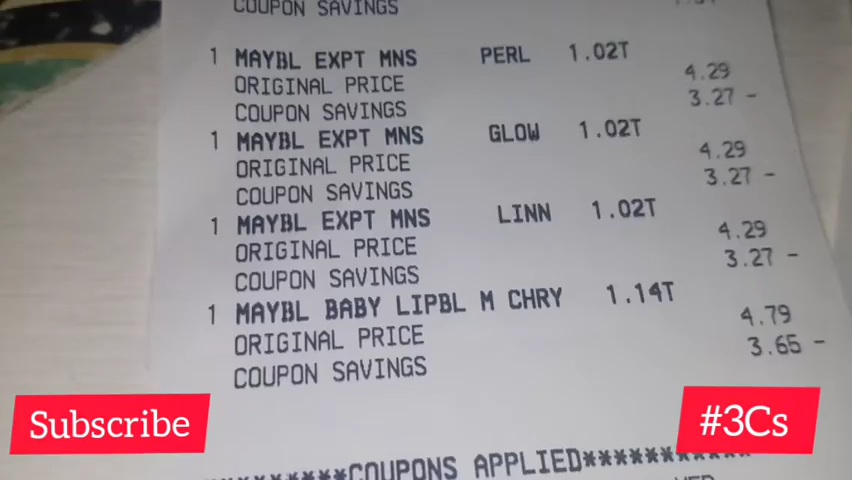 COUPON SAVINGS
1 MAYBL EXPT MNS PERL 1.02T
ORIGINAL PRICE 4.29
COUPON SAVINGS 3.27 -
1 MAYBL EXPT MNS GLOW 1.02T
ORIGINAL PRICE 4.29
COUPON SAVINGS 3.27 -
1 MAYBL EXPT MNS LINN 1.02T
ORIGINAL PRICE 4.29
COUPON SAVINGS 3.27 -
1 MAYBL BABY LIPBL M CHRY 1.14T
ORIGINAL PRICE 4.79
COUPON SAVINGS 3.65 -
Subscribe
#3Cs
*********COUPONS APPLIED***********